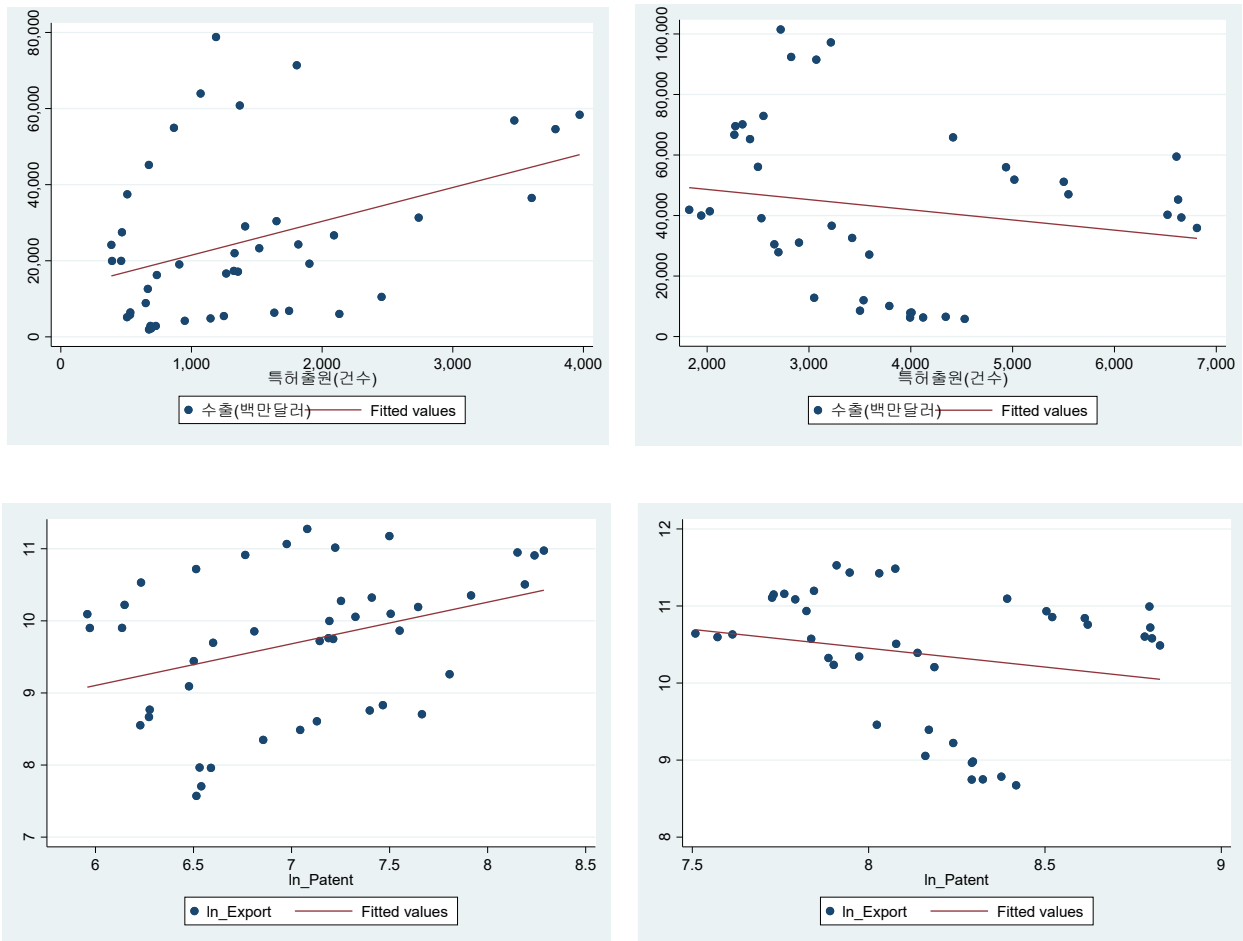 80,000
60,000
40,000
20,000
0
0 1,000 2,000 3,000 4,000
특허출원(건수)
수출(백만달러) Fitted values
100,000
80,000
60,000
40,000
20,000
0
2,000 3,000 4,000 5,000 6,000 7,000
특허출원(건수)
수출(백만달러) Fitted values
11
10
9
8
7
6 6.5 7 7.5 8 8.5
ln_Patent
ln_Export Fitted values
12
11
10
9
8
7.5 8 8.5 9
ln_Patent
ln_Export Fitted values